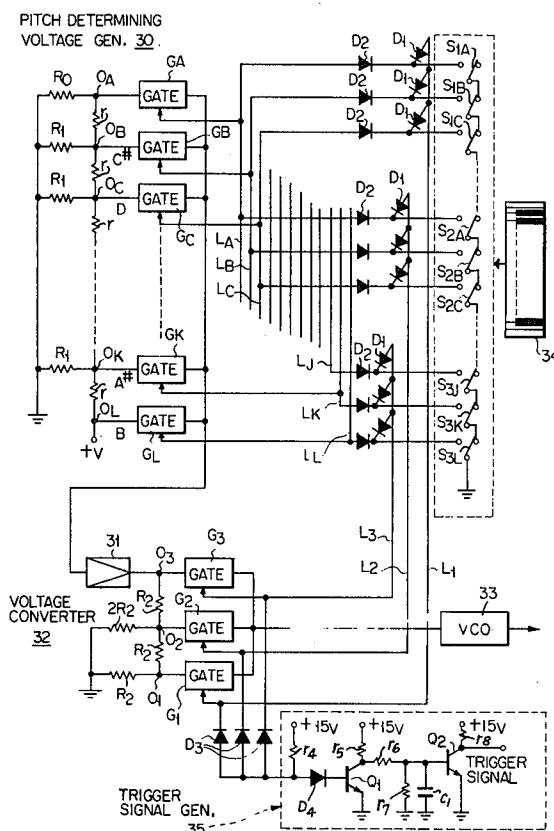 PITCH DETERMINING
VOLTAGE GEN. 30
GA
D2
D1
S1A
R0
OA
GATE
D1
S1B
r
OB
GB
D2
R1
GATE
D1
S1C
C#
D2
r
OC
R1
GATE
D
GC
D2
D1
r
S2A
LA
LB
S2B
LC
S2C
34
GK
LJ
D2
D1
R1
OK
GATE
S3J
A#
LK
r
S3K
OL
GATE
B
LL
S3L
+V
GL
L3
31
O3
G3
L2
L1
GATE
VOLTAGE
CONVERTER
32
R2
G2
33
2R2
GATE
VCO
O2
R2
G1
R2
O1
GATE
D3
+15V
+15V
+15V
r4
r5
r6
Q2
r8
TRIGGER
SIGNAL
D4
Q1
r7
C1
TRIGGER
SIGNAL GEN.
35